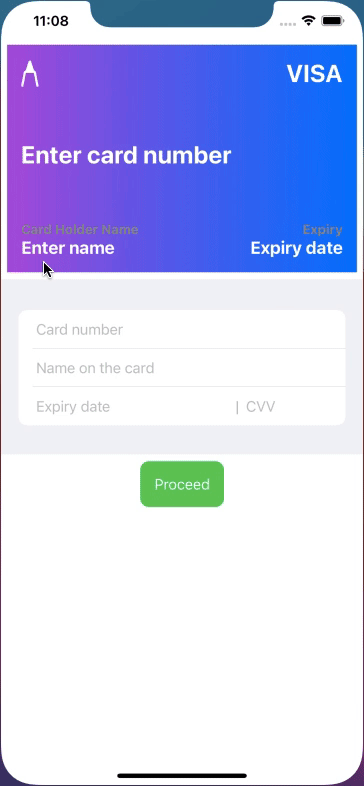 11:08
VISA
Enter card number
Card Holder Name Expiry
Enter name Expiry date
Card number
Name on the card
Expiry date | CVV
Proceed